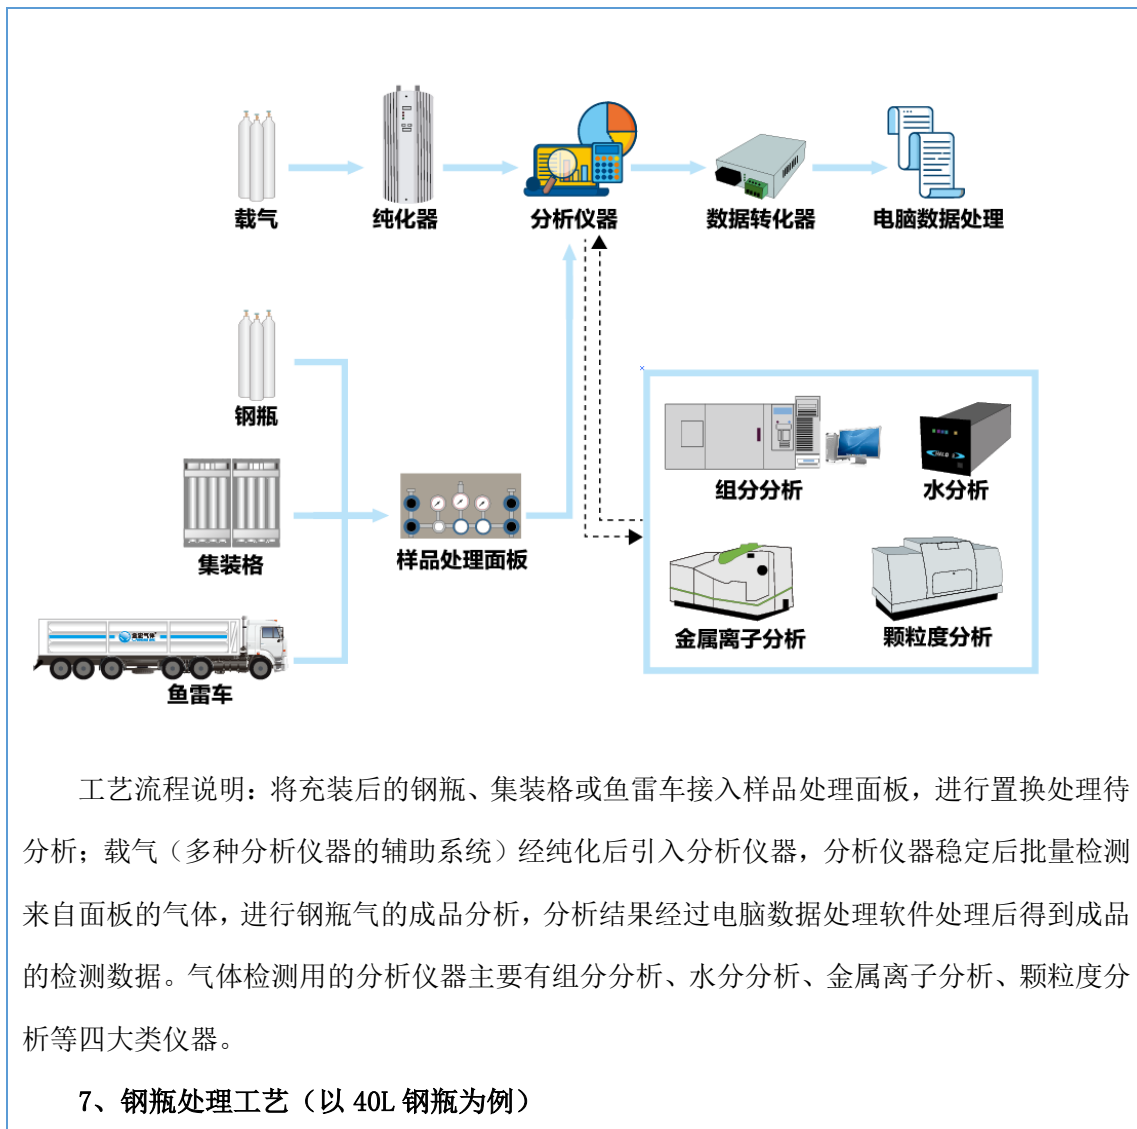 载气
纯化器
分析仪器
数据转化器
电脑数据处理
钢瓶
集装格
鱼雷车
样品处理面板
组分分析
水分析
金属离子分析
颗粒度分析
金宏气体
工艺流程说明：将充装后的钢瓶、集装格或鱼雷车接入样品处理面板，进行置换处理待
分析；载气（多种分析仪器的辅助系统）经纯化后引入分析仪器，分析仪器稳定后批量检测
来自面板的气体，进行钢瓶气的成品分析，分析结果经过电脑数据处理软件处理后得到成品
的检测数据。气体检测用的分析仪器主要有组分分析、水分分析、金属离子分析、颗粒度分
析等四大类仪器。
7、钢瓶处理工艺（以 40L 钢瓶为例）